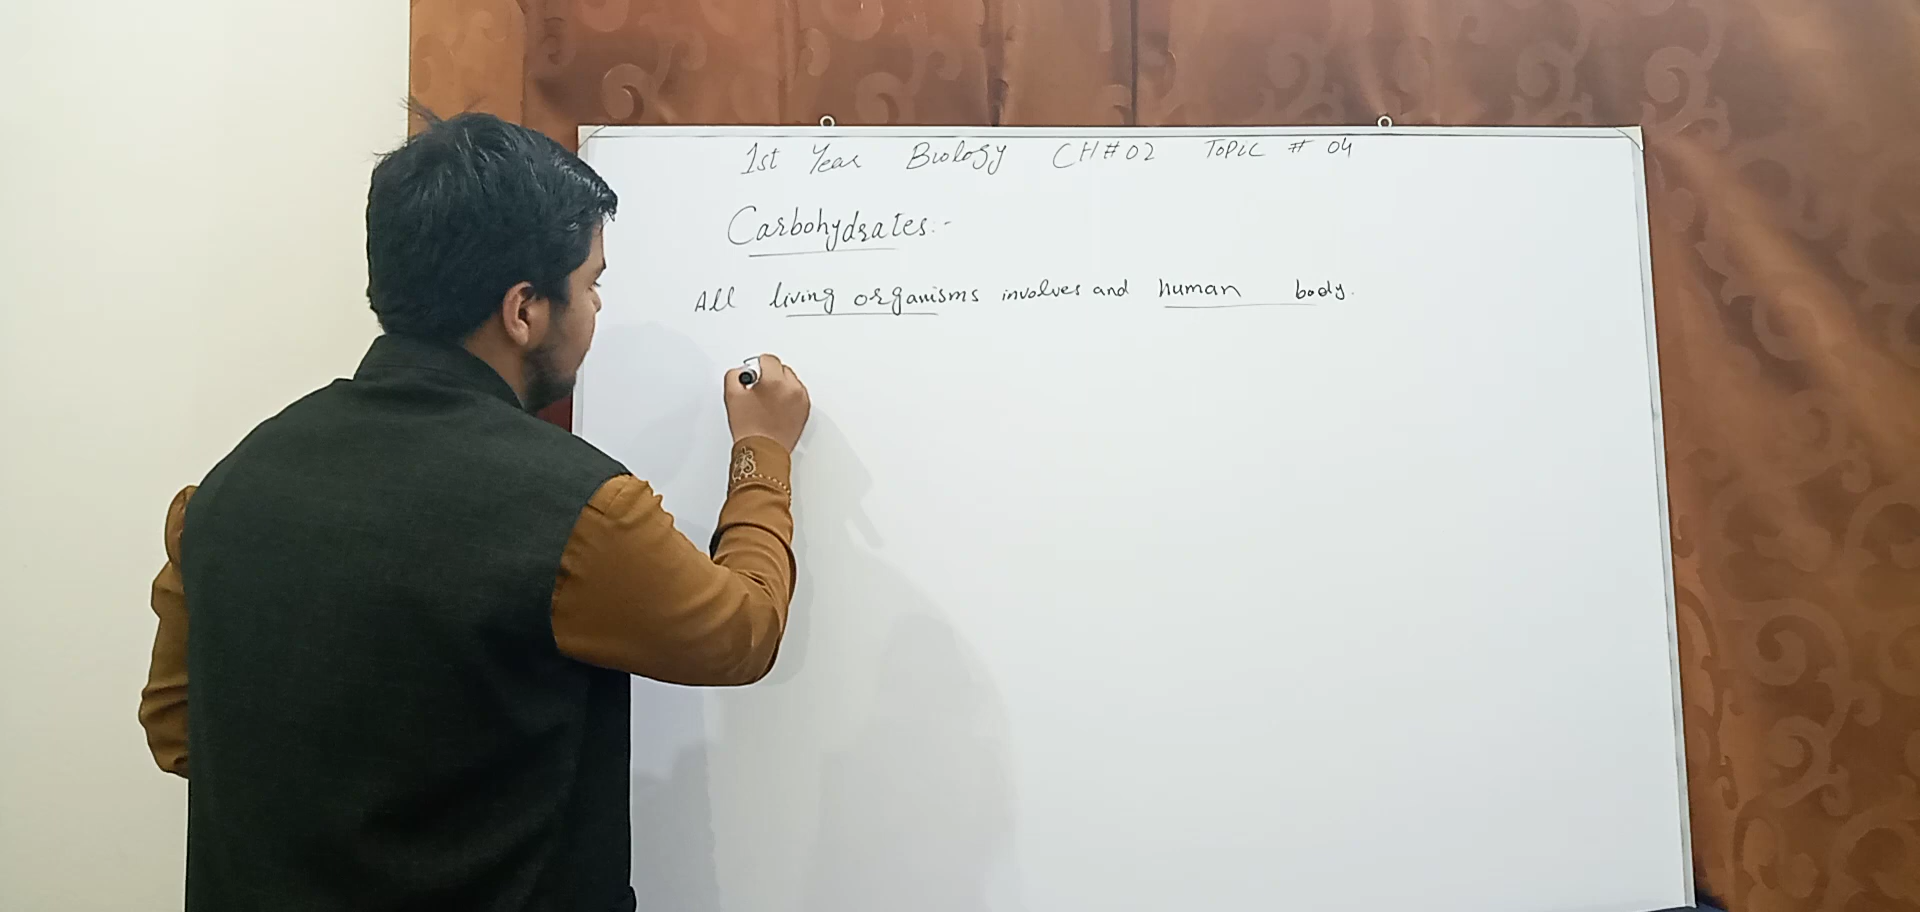 1st Year Biology CH#02 TOPIC # 04
Carbohydrates:-
All living organisms involves and human body.